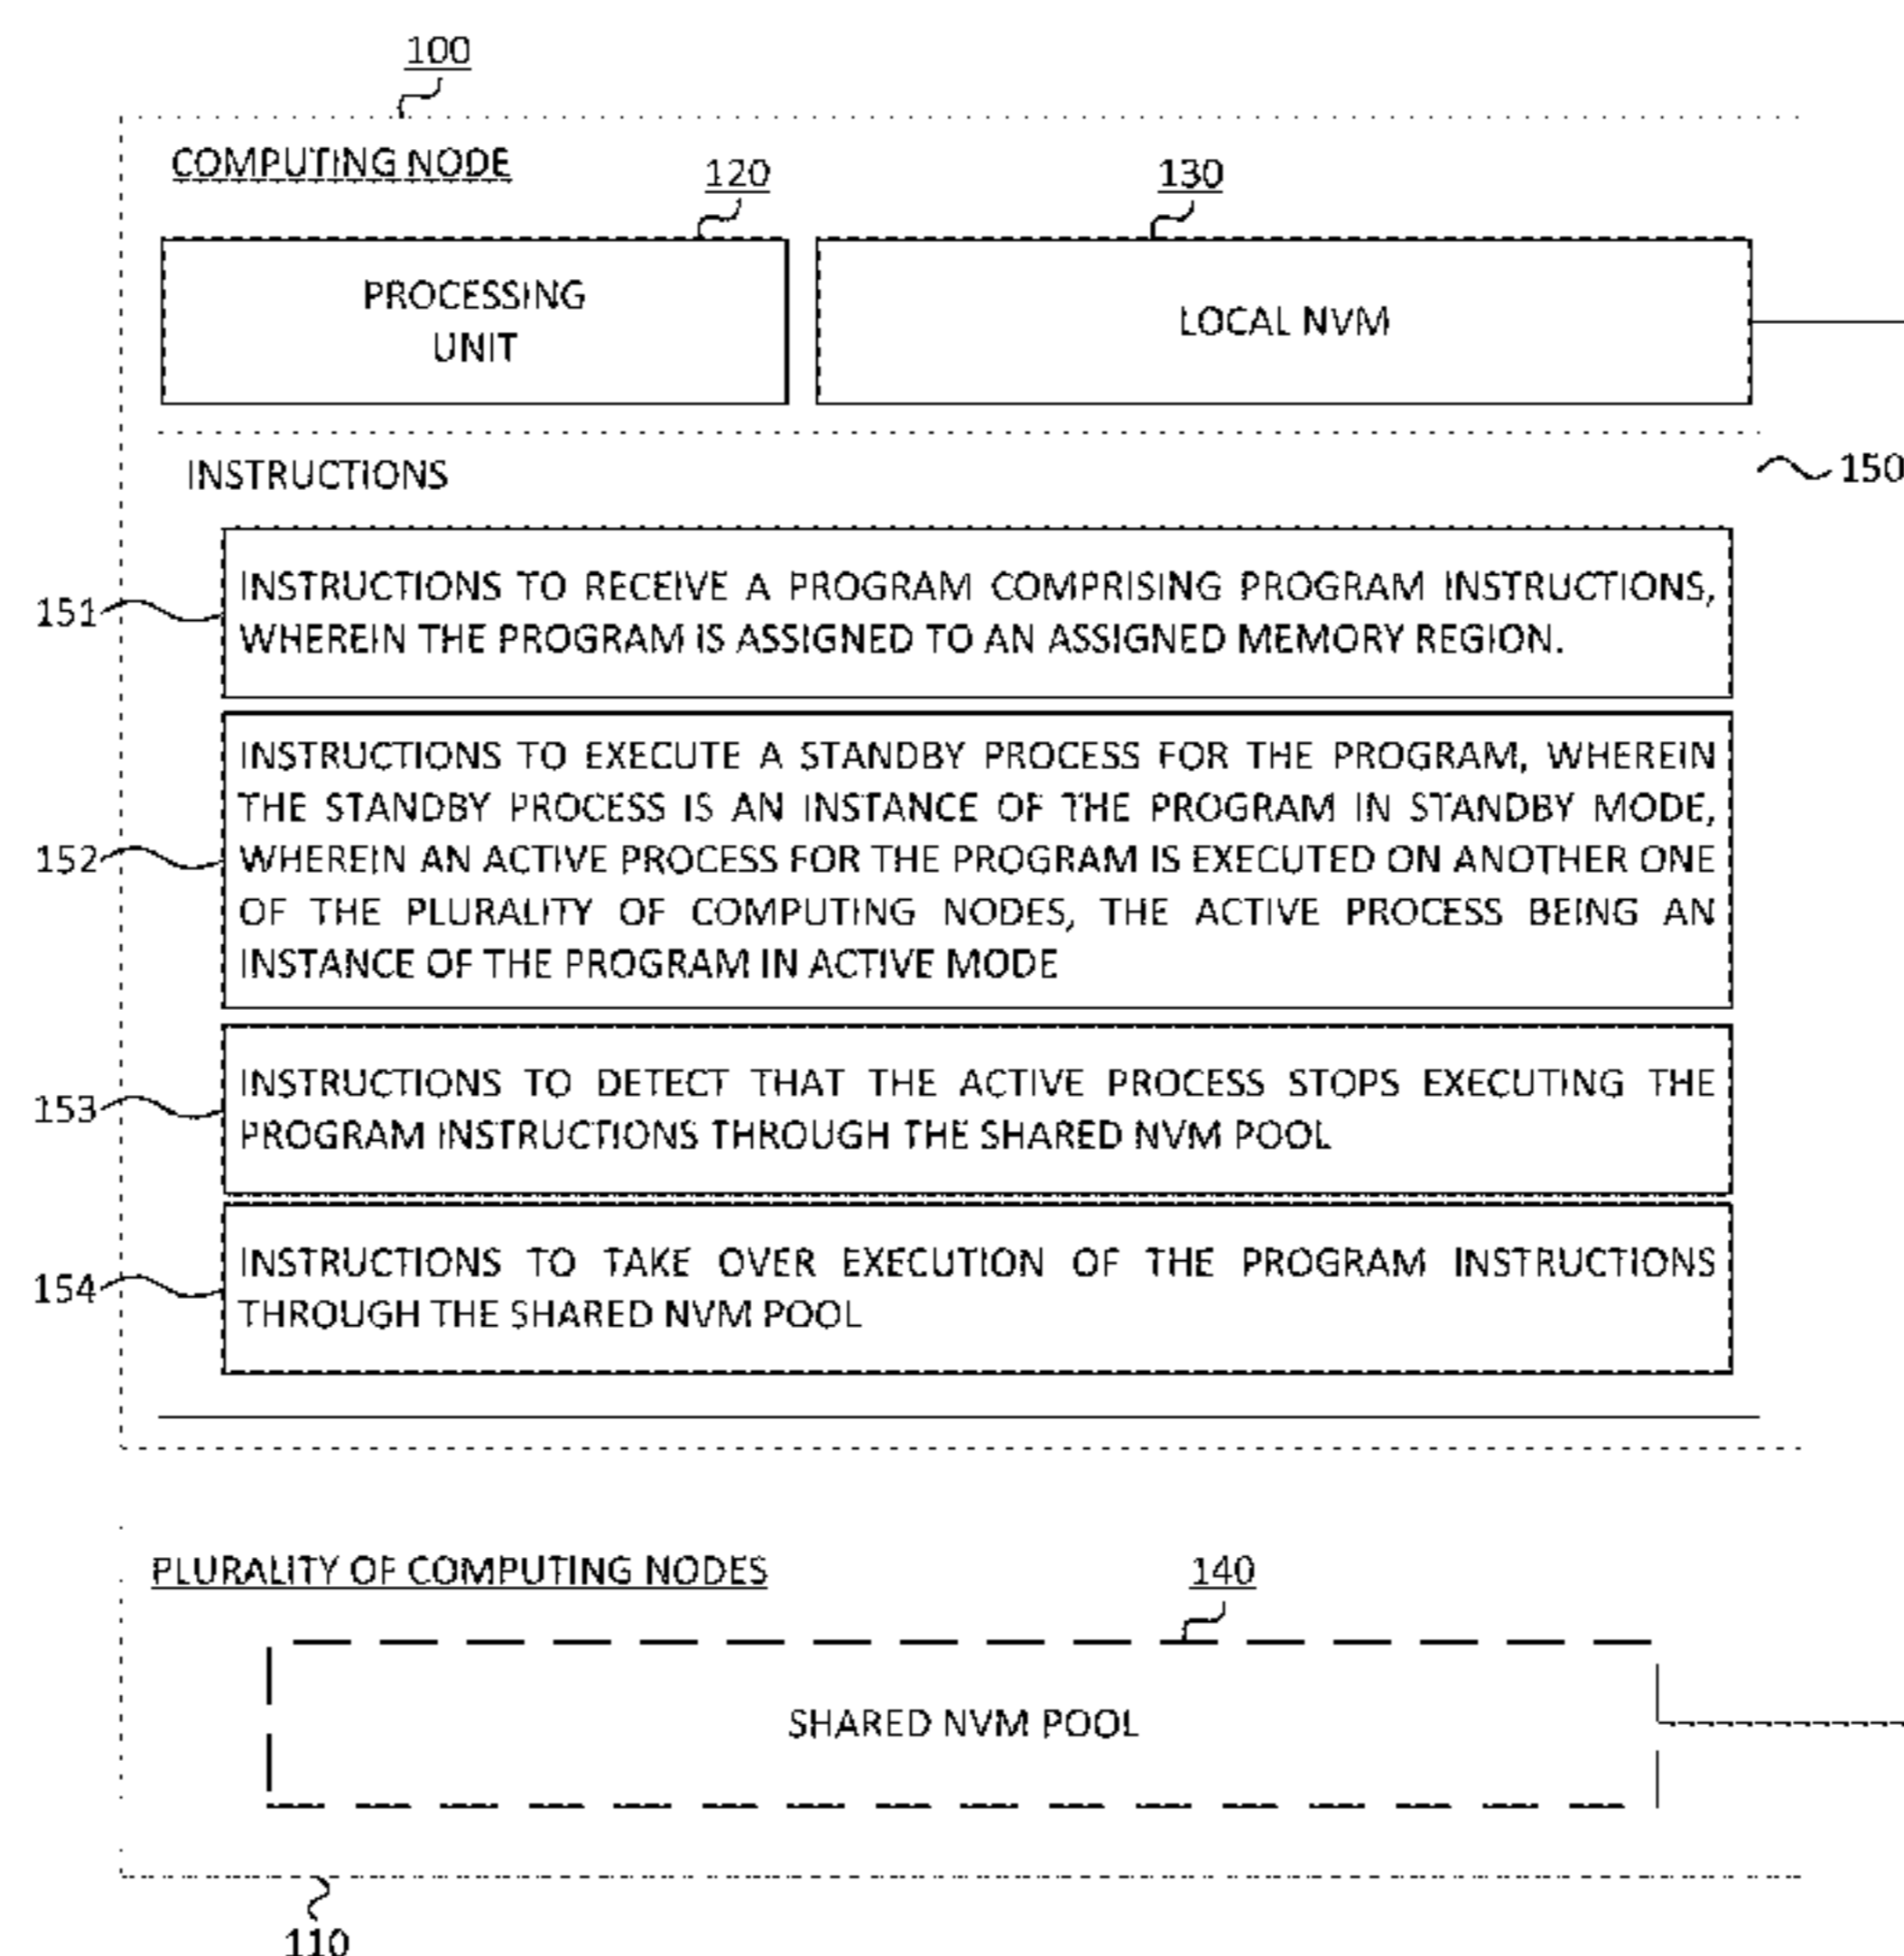 100
COMPUTING NODE
120
130
PROCESSING
UNIT
LOCAL NVM
INSTRUCTIONS
150
151
INSTRUCTIONS TO RECEIVE A PROGRAM COMPRISING PROGRAM INSTRUCTIONS,
WHEREIN THE PROGRAM IS ASSIGNED TO AN ASSIGNED MEMORY REGION.
152
INSTRUCTIONS TO EXECUTE A STANDBY PROCESS FOR THE PROGRAM, WHEREIN
THE STANDBY PROCESS IS AN INSTANCE OF THE PROGRAM IN STANDBY MODE,
WHEREIN AN ACTIVE PROCESS FOR THE PROGRAM IS EXECUTED ON ANOTHER ONE
OF THE PLURALITY OF COMPUTING NODES, THE ACTIVE PROCESS BEING AN
INSTANCE OF THE PROGRAM IN ACTIVE MODE
153
INSTRUCTIONS TO DETECT THAT THE ACTIVE PROCESS STOPS EXECUTING THE
PROGRAM INSTRUCTIONS THROUGH THE SHARED NVM POOL
154
INSTRUCTIONS TO TAKE OVER EXECUTION OF THE PROGRAM INSTRUCTIONS
THROUGH THE SHARED NVM POOL
PLURALITY OF COMPUTING NODES
140
SHARED NVM POOL
110